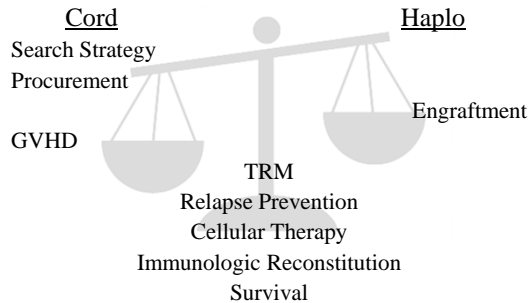 Cord
Haplo
Search Strategy
Procurement
Engraftment
GVHD
TRM
Relapse Prevention
Cellular Therapy
Immunologic Reconstitution
Survival